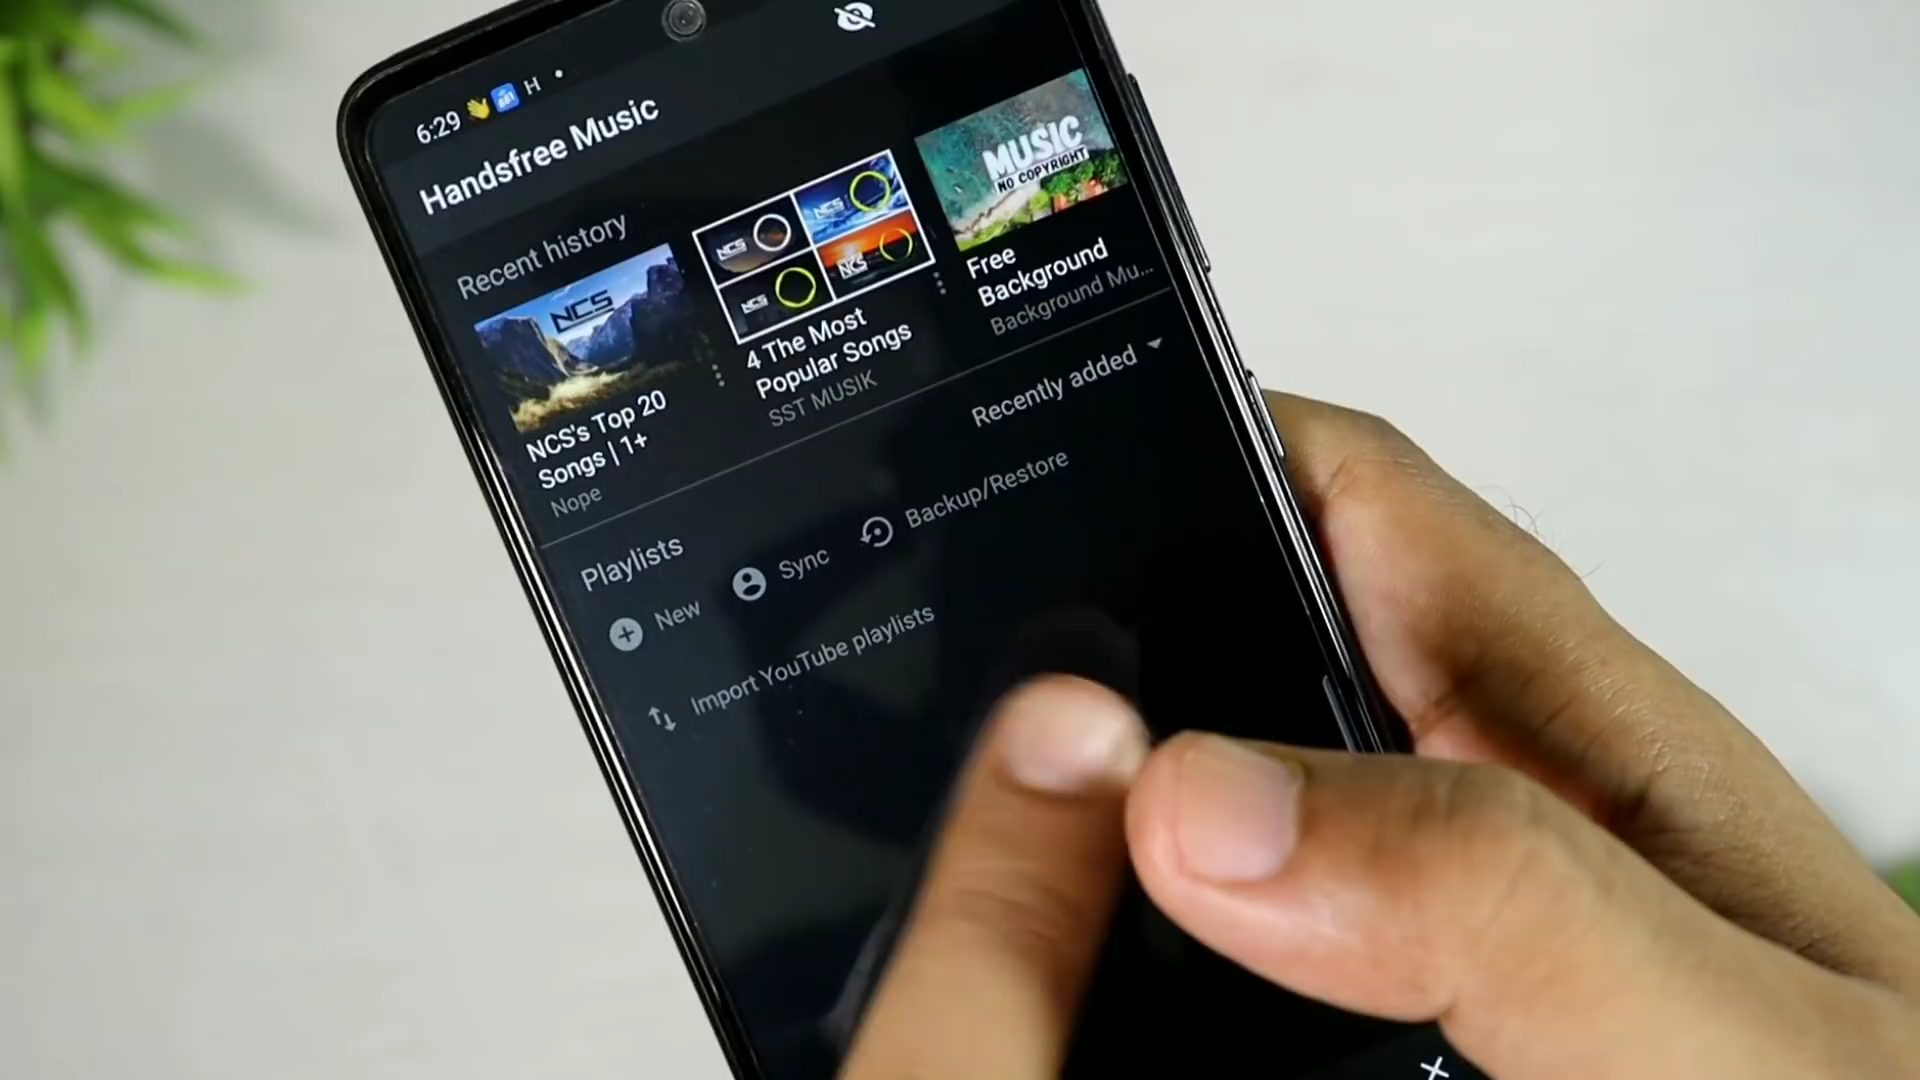 6:29 H
Handsfree Music
Recent history
NCS
NCS
NCS
NCS
NCS
MUSIC
NO COPYRIGHT
NCS's Top 20
Songs | 1+
Nope
4 The Most
Popular Songs
SST MUSIK
Free
Background
Background Mu...
Recently added
Playlists
New
Sync
Backup/Restore
Import YouTube playlists